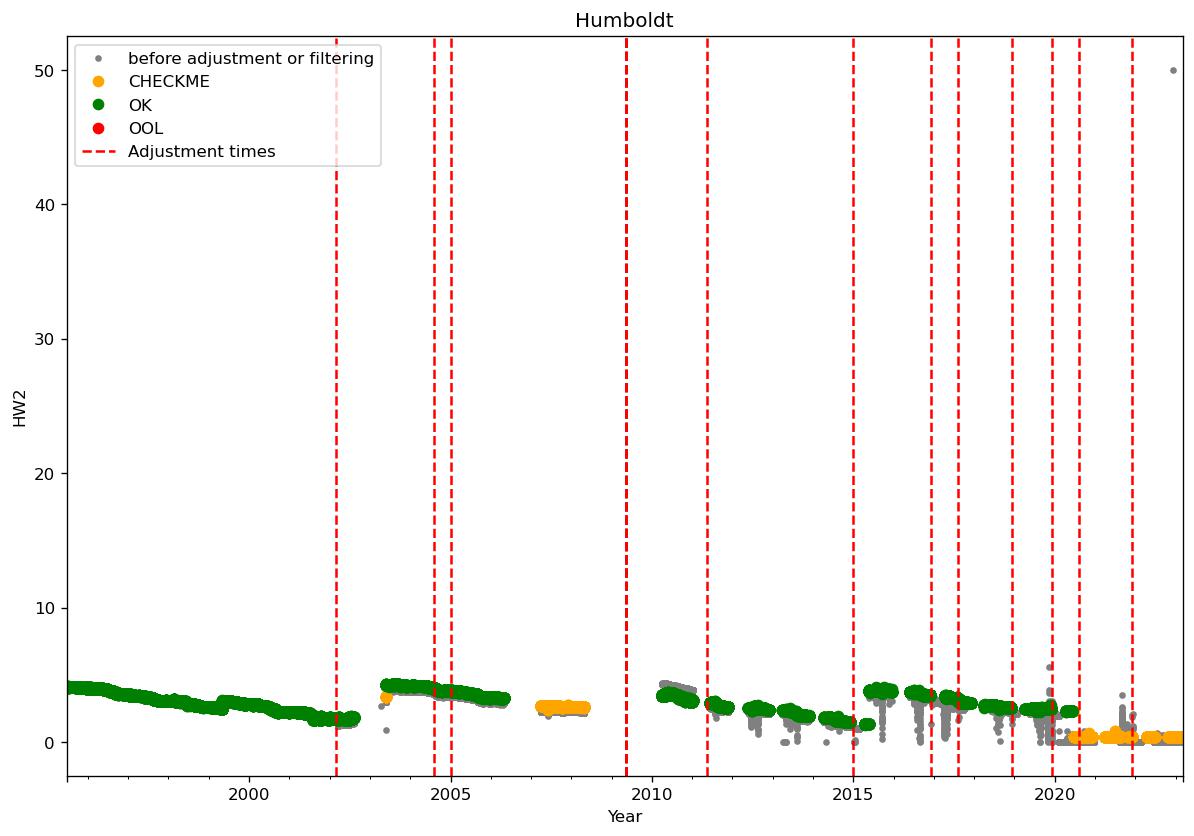 Humboldt
before adjustment or filtering
CHECKME
OK
OOL
Adjustment times
50
40
30
20
10
0
HW2
2000 2005 2010 2015 2020
Year